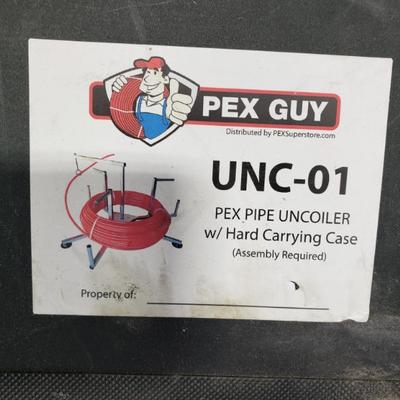 PEX GUY
Distributed by PEXSuperstore.com
UNC-01
PEX PIPE UNCOILER
w/ Hard Carrying Case
(Assembly Required)
Property of: